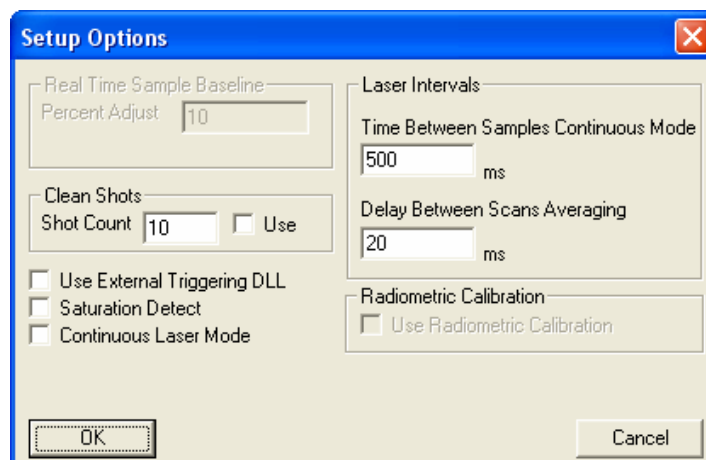 Setup Options
Real Time Sample Baseline
Percent Adjust 10
Clean Shots
Shot Count 10 Use
Use External Triggering DLL
Saturation Detect
Continuous Laser Mode
Laser Intervals
Time Between Samples Continuous Mode
500 ms
Delay Between Scans Averaging
20 ms
Radiometric Calibration
Use Radiometric Calibration
OK
Cancel